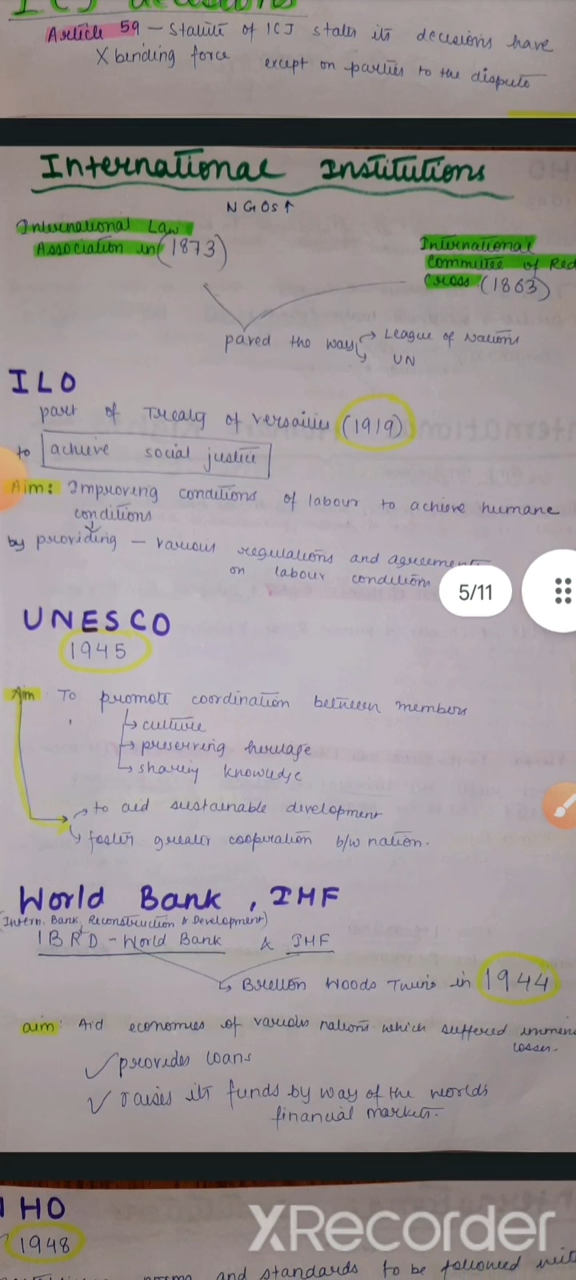 ICJ decisions
Article 59 – Statute of ICJ states its decisions have
X binding force except on parties to the dispute
International Institutions
NGOs↑
International Law
Association in (1873)
International
Committee of Red
Cross (1863)
paved the way → League of Nations
→ UN
ILO
part of Treaty of Versailles (1919)
to achieve social justice
Aim: Improving conditions of labour to achieve humane
conditions
by providing – various regulations and agreement
on labour condition
5/11
UNESCO
1945
Aim To promote coordination between members
↳ culture
↳ preserving heritage
↳ sharing knowledge
→ to aid sustainable development
↳ foster greater cooperation b/w nation.
World Bank, IMF
(Intern. Bank, Reconstruction & Development)
IBRD - World Bank & IMF
↳ Bretton Woods Twins in 1944
aim: Aid economies of various nations which suffered immen
losses.
✓ provides loans
✓ raises its funds by way of the world's
financial market.
HO
1948
XRecorder
and standards to be followed